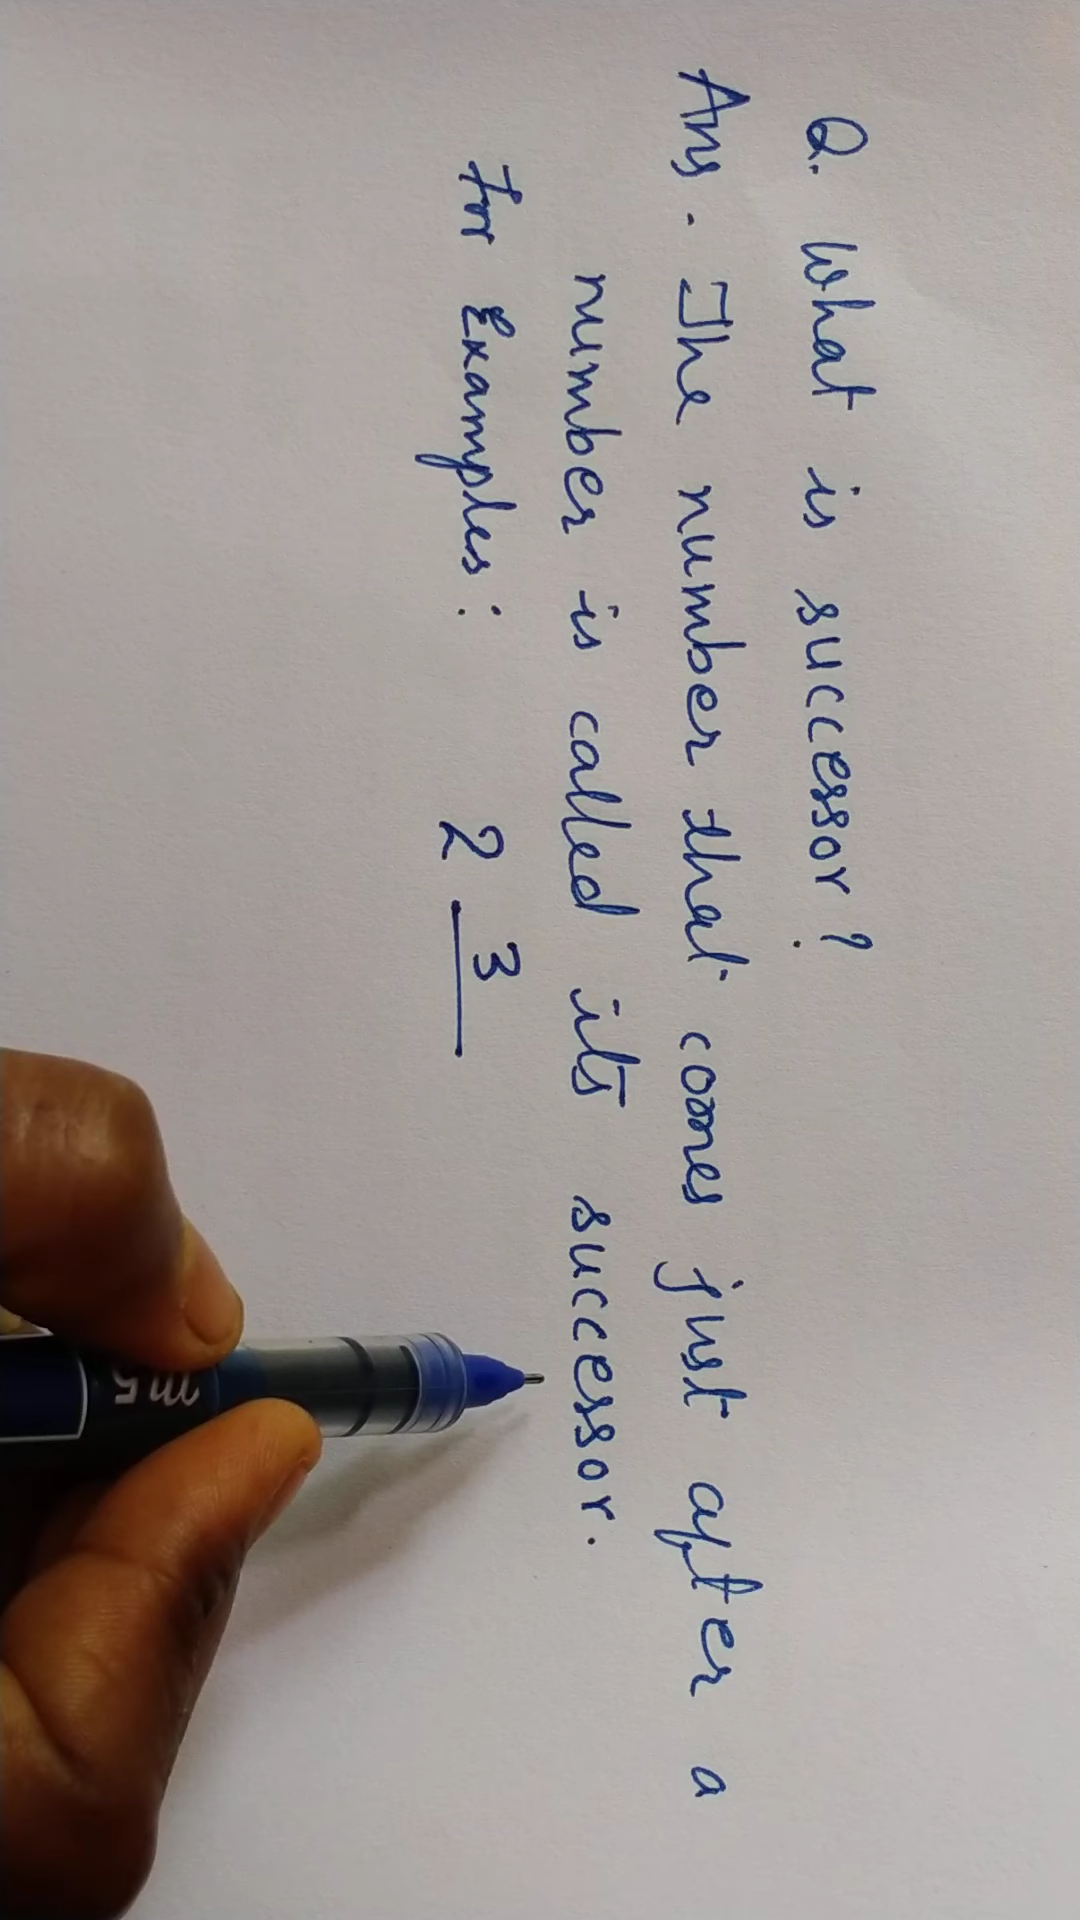 Q. What is successor?
Ans. The number that comes just after a
number is called its successor.
For Examples: 2 3
m5